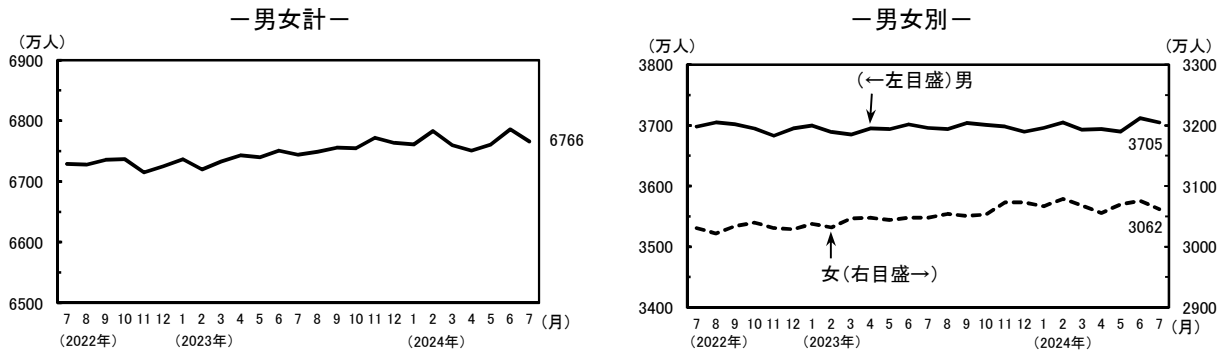 －男女計－
(万人)
6900
6800
6700
6600
6500
6766
7 8 9 10 11 12 1 2 3 4 5 6 7 8 9 10 11 12 1 2 3 4 5 6 7 (月)
(2022年) (2023年) (2024年)
－男女別－
(万人) (万人)
3800 3300
(←左目盛)男
3700 3200
3705
3600 3100
3062
3500 3000
女(右目盛→)
3400 2900
7 8 9 10 11 12 1 2 3 4 5 6 7 8 9 10 11 12 1 2 3 4 5 6 7 (月)
(2022年) (2023年) (2024年)